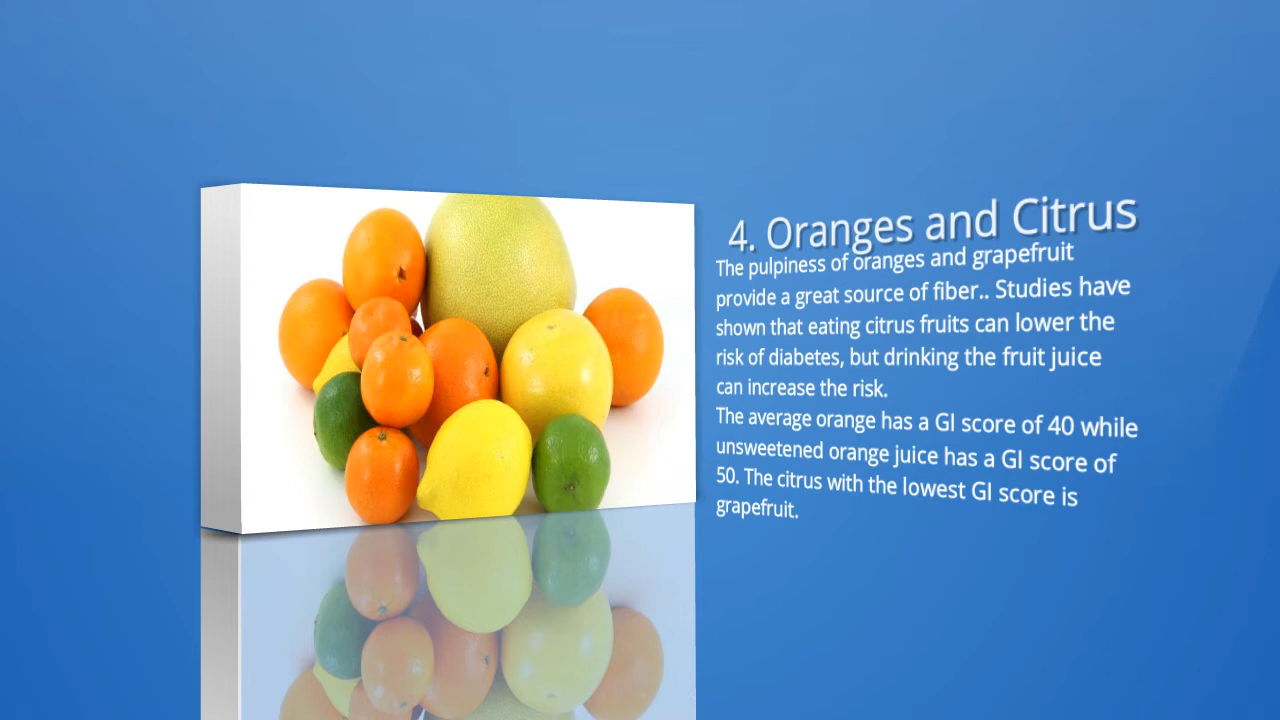 4. Oranges and Citrus
The pulpiness of oranges and grapefruit
provide a great source of fiber.. Studies have
shown that eating citrus fruits can lower the
risk of diabetes, but drinking the fruit juice
can increase the risk.
The average orange has a GI score of 40 while
unsweetened orange juice has a GI score of
50. The citrus with the lowest GI score is
grapefruit.